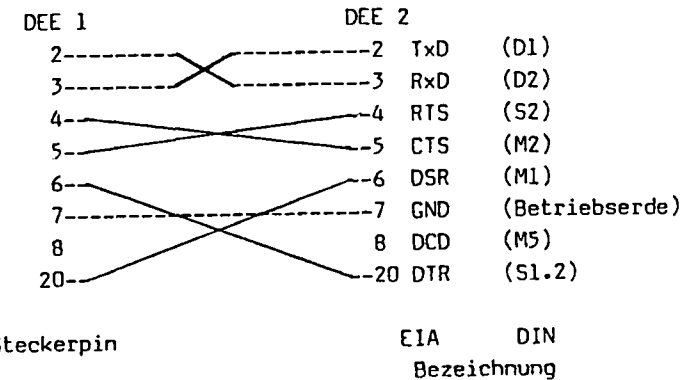 DEE 1 DEE 2
2 2 TxD (D1)
3 3 RxD (D2)
4 4 RTS (S2)
5 5 CTS (M2)
6 6 DSR (M1)
7 7 GND (Betriebserde)
8 8 DCD (M5)
20 20 DTR (S1.2)
teckerpin EIA DIN
Bezeichnung